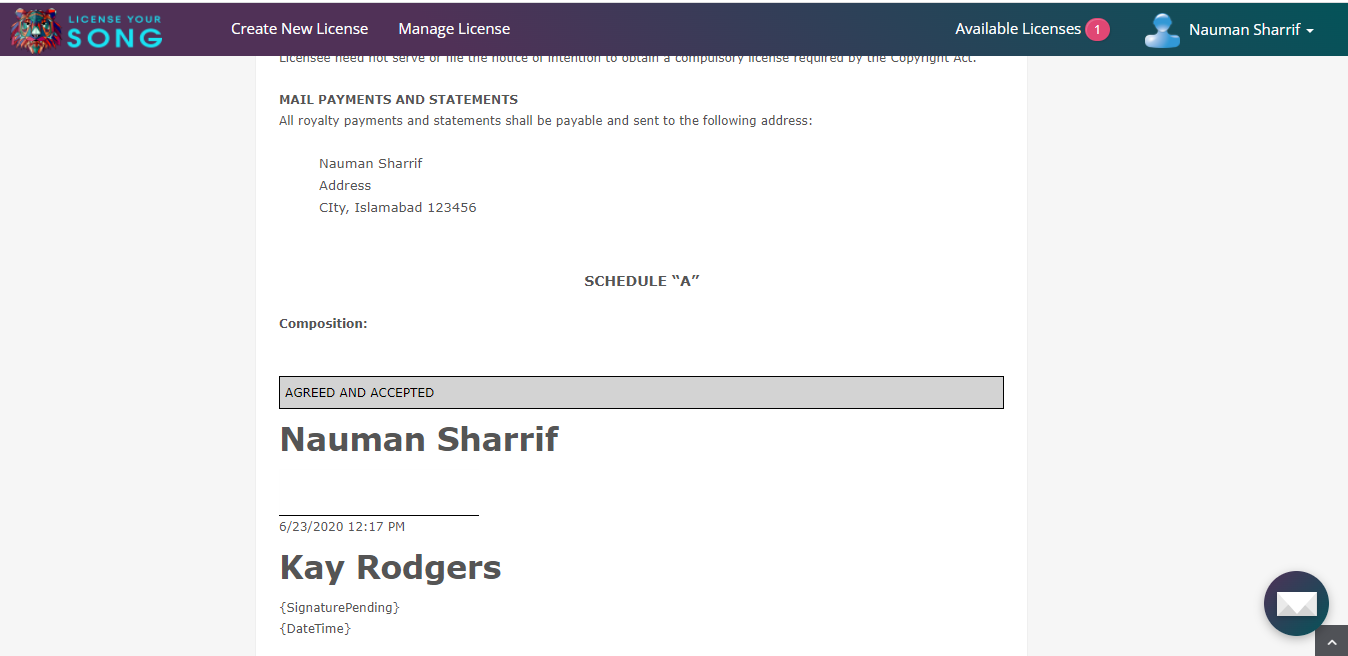 LICENSE YOUR
SONG
Create New License
Manage License
Available Licenses 1
Nauman Sharrif
Licensee need not serve or file the notice of intention to obtain a compulsory license required by the Copyright Act.
MAIL PAYMENTS AND STATEMENTS
All royalty payments and statements shall be payable and sent to the following address:
Nauman Sharrif
Address
CIty, Islamabad 123456
SCHEDULE “A”
Composition:
AGREED AND ACCEPTED
Nauman Sharrif
6/23/2020 12:17 PM
Kay Rodgers
{SignaturePending}
{DateTime}